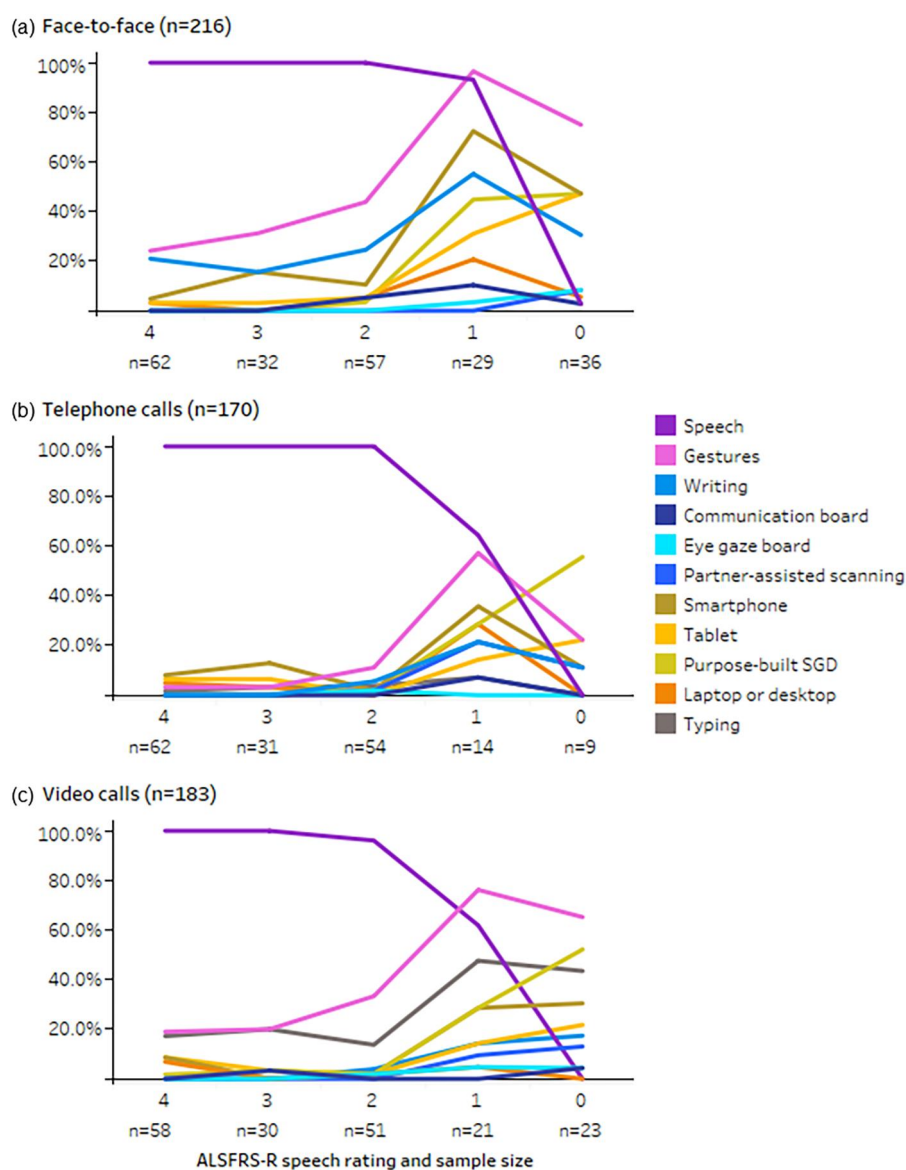 (a) Face-to-face (n=216)
100%
80%
60%
40%
20%
4 3 2 1 0
n=62 n=32 n=57 n=29 n=36
(b) Telephone calls (n=170)
100.0%
80.0%
60.0%
40.0%
20.0%
4 3 2 1 0
n=62 n=31 n=54 n=14 n=9
Speech
Gestures
Writing
Communication board
Eye gaze board
Partner-assisted scanning
Smartphone
Tablet
Purpose-built SGD
Laptop or desktop
Typing
(c) Video calls (n=183)
100.0%
80.0%
60.0%
40.0%
20.0%
4 3 2 1 0
n=58 n=30 n=51 n=21 n=23
ALSFRS-R speech rating and sample size